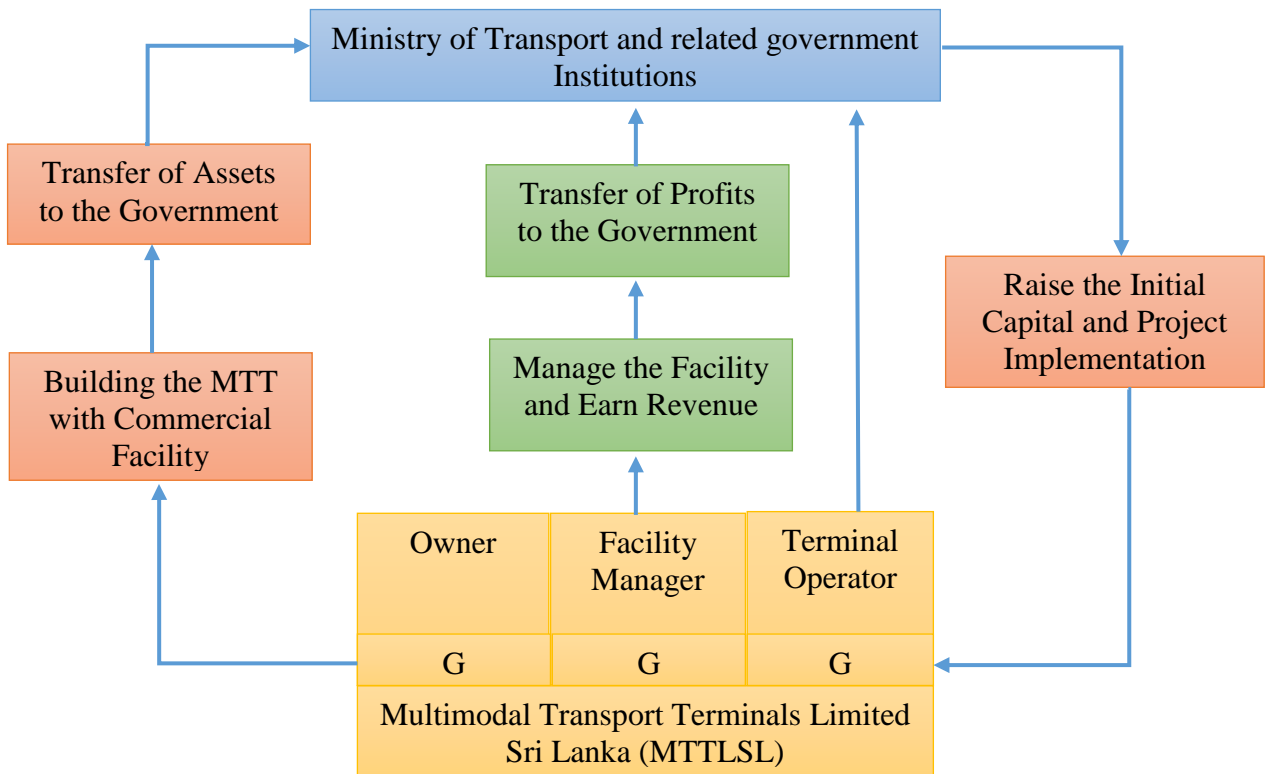 Ministry of Transport and related government
Institutions
Transfer of Assets
to the Government
Transfer of Profits
to the Government
Raise the Initial
Capital and Project
Implementation
Building the MTT
with Commercial
Facility
Manage the Facility
and Earn Revenue
Owner
Facility
Manager
Terminal
Operator
G
G
G
Multimodal Transport Terminals Limited
Sri Lanka (MTTLSL)